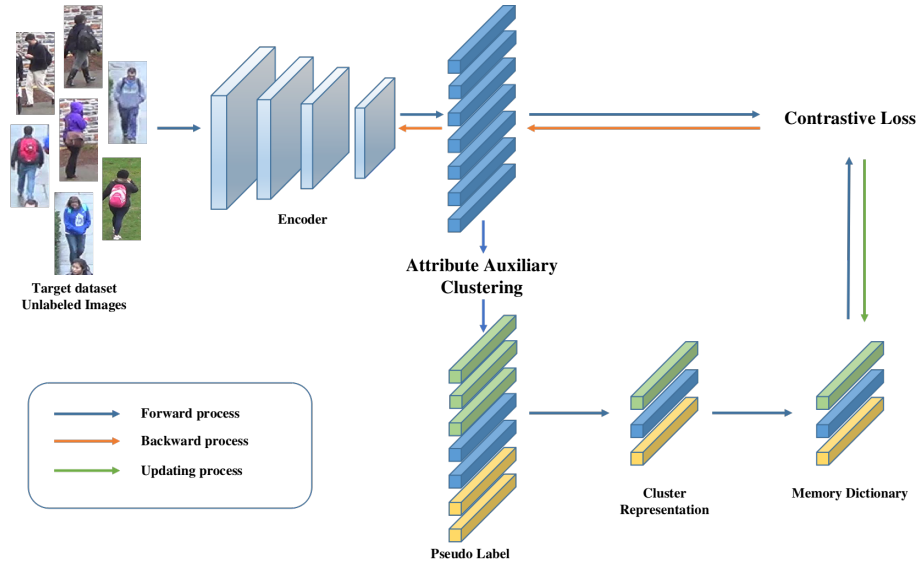 Contrastive Loss
Encoder
Attribute Auxiliary
Clustering
Target dataset
Unlabeled Images
Forward process
Backward process
Updating process
Cluster
Representation
Memory Dictionary
Pseudo Label